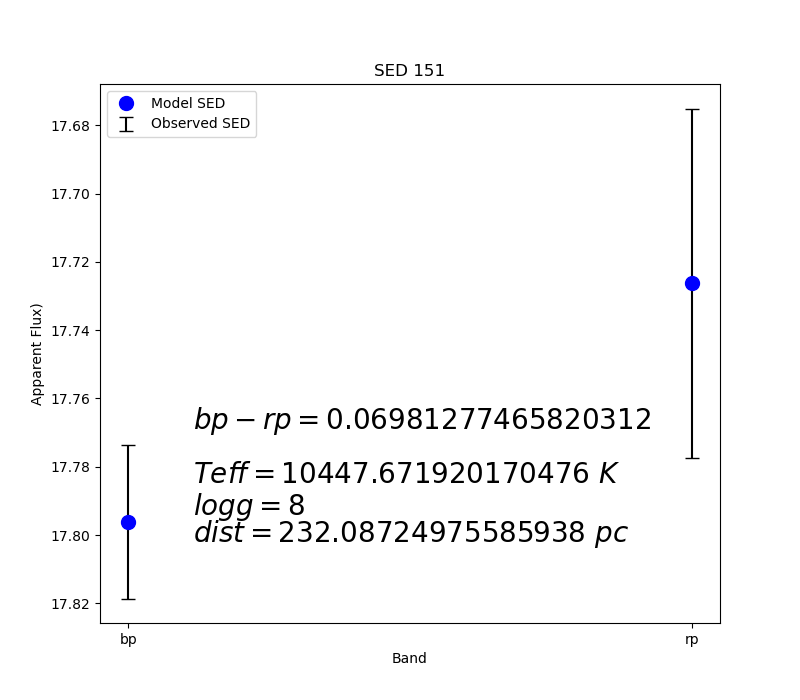 SED 151
Model SED
Observed SED
17.68
17.70
17.72
17.74
17.76
17.78
17.80
17.82
Apparent Flux)
bp − rp = 0.06981277465820312
Teff = 10447.671920170476 K
logg = 8
dist = 232.08724975585938 pc
bp
rp
Band